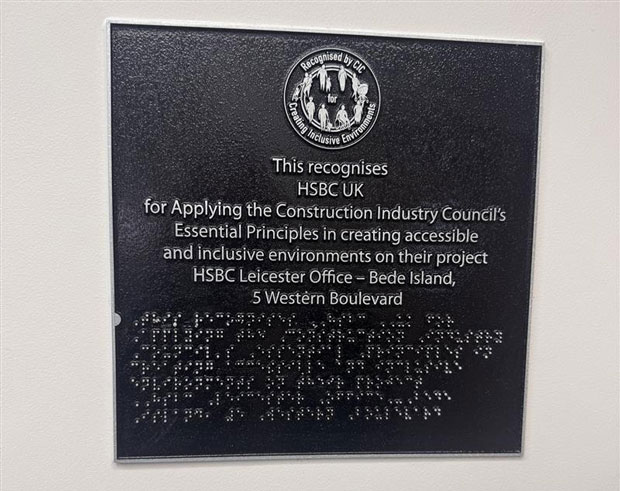 Recognised by CIC
for
Creating Inclusive Environments
This recognises
HSBC UK
for Applying the Construction Industry Council's
Essential Principles in creating accessible
and inclusive environments on their project
HSBC Leicester Office – Bede Island,
5 Western Boulevard